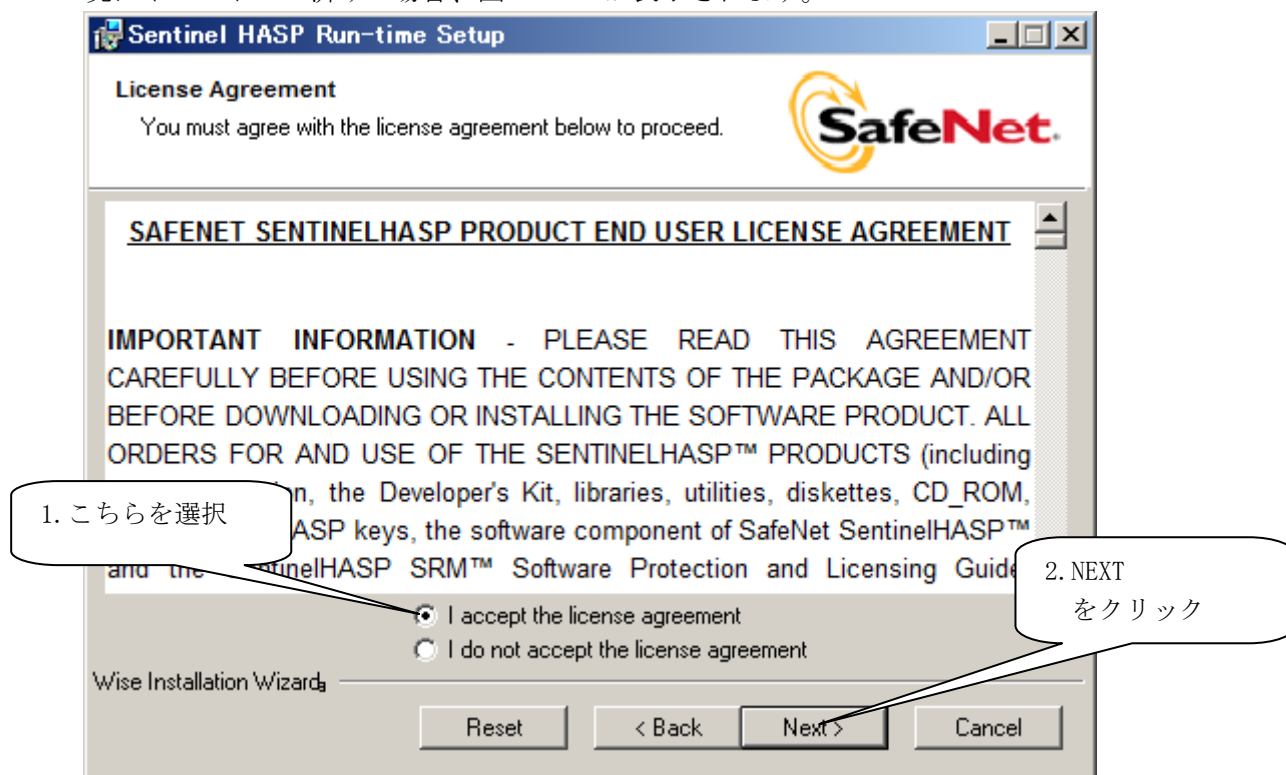 Sentinel HASP Run-time Setup
License Agreement
You must agree with the license agreement below to proceed.
SafeNet.
SAFENET SENTINELHASP PRODUCT END USER LICENSE AGREEMENT
IMPORTANT INFORMATION - PLEASE READ THIS AGREEMENT
CAREFULLY BEFORE USING THE CONTENTS OF THE PACKAGE AND/OR
BEFORE DOWNLOADING OR INSTALLING THE SOFTWARE PRODUCT. ALL
ORDERS FOR AND USE OF THE SENTINELHASP™ PRODUCTS (including
the Developer's Kit, libraries, utilities, diskettes, CD_ROM,
keys, the software component of SafeNet SentinelHASP™
and the SRM™ Software Protection and Licensing
1.こちらを選択
2.NEXT
をクリック
I accept the license agreement
I do not accept the license agreement
Wise Installation Wizard
Reset
< Back
Next >
Cancel